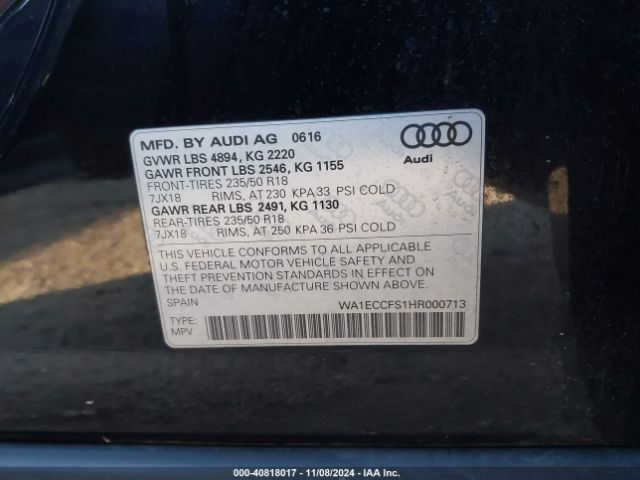 MFD. BY AUDI AG 0616
GVWR LBS 4894, KG 2220
GAWR FRONT LBS 2546, KG 1155
FRONT-TIRES 235/50 R18
7JX18 RIMS, AT 230 KPA 33 PSI COLD
GAWR REAR LBS 2491, KG 1130
REAR-TIRES 235/50 R18
7JX18 RIMS, AT 250 KPA 36 PSI COLD
Audi
THIS VEHICLE CONFORMS TO ALL APPLICABLE
U.S. FEDERAL MOTOR VEHICLE SAFETY AND
THEFT PREVENTION STANDARDS IN EFFECT ON
THE DATE OF MANUFACTURE SHOWN ABOVE.
SPAIN WA1ECCFS1HR000713
TYPE:
MPV
000-40818017 - 11/08/2024 - IAA Inc.